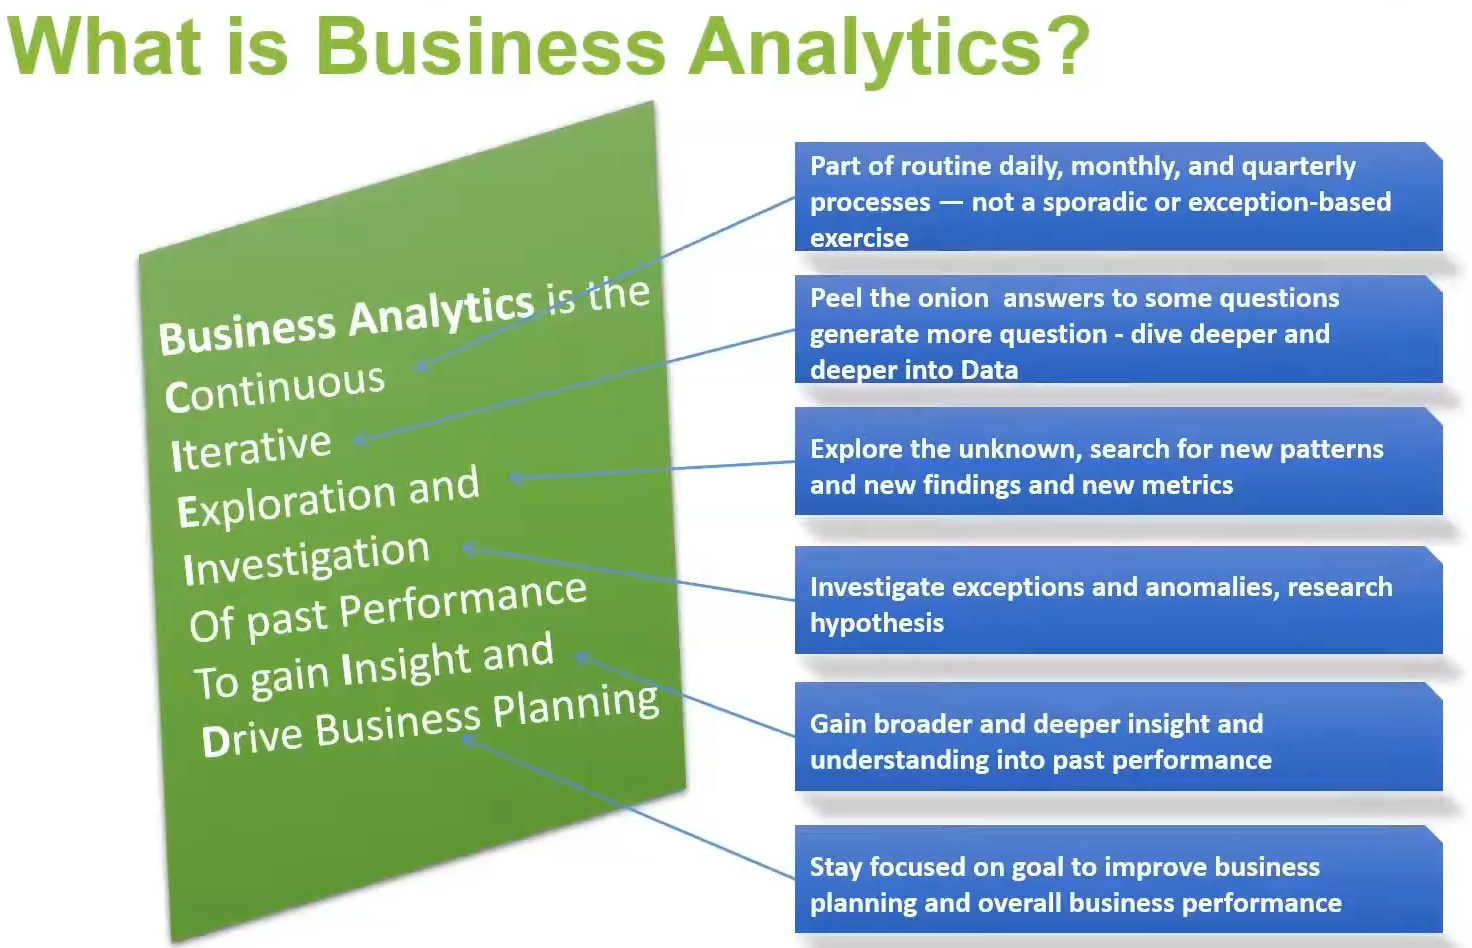 What is Business Analytics?
Business Analytics is the
Continuous
Iterative
Exploration and
Investigation
Of past Performance
To gain Insight and
Drive Business Planning
Part of routine daily, monthly, and quarterly
processes — not a sporadic or exception-based
exercise
Peel the onion  answers to some questions
generate more question - dive deeper and
deeper into Data
Explore the unknown, search for new patterns
and new findings and new metrics
Investigate exceptions and anomalies, research
hypothesis
Gain broader and deeper insight and
understanding into past performance
Stay focused on goal to improve business
planning and overall business performance